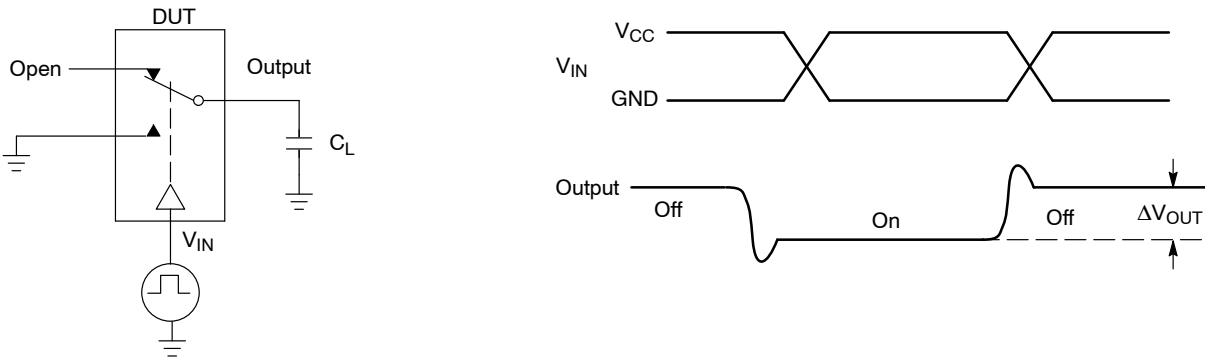 DUT
Open
Output
C_L
V_IN
V_CC
V_IN
GND
Output
Off
On
Off
ΔV_OUT